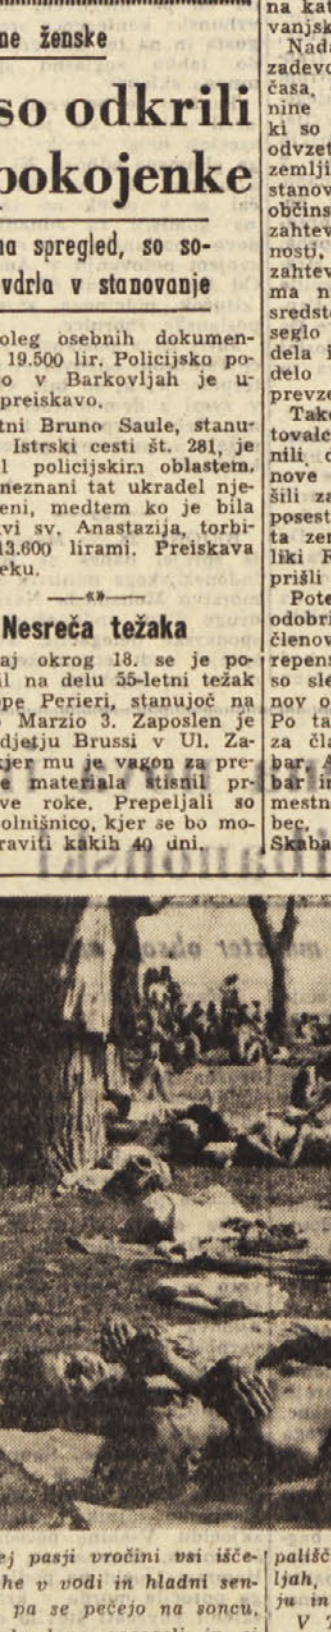 ne ženske
so odkrili
pokojenke
na spregled, so so-
vdrla v stanovanje
oleg osebnih dokumen-
19.500 lir. Policijsko po-
o v Barkovljah je u-
preiskavo.
tni Bruno Saule, stanu-
Istrski cesti št. 281, je
l policijskim oblastem,
neznani tat ukradel nje-
eni, medtem ko je bila
kvi sv. Anastazija, torbi-
13.600 lirami. Preiskava
eku.
Nesreča težaka
aj okrog 18. se je po-
il na delu 55-letni težak
pe Perieri, stanujoč na
o Marzio 3. Zaposlen je
djetju Brussi v Ul. Za-
kjer mu je vagon za pre-
e materiala stisnil pr-
ve roke. Prepeljali so
olnišnico, kjer se bo mo-
raviti kakih 40 dni.
na kat
vanjsk
Nada
zadevo
časa,
nine
ki so
odvzet
zemlji
stanov
občins
zahtev
nosti,
zahtev
ma n
sredst
seglo
dela i
delo
prevze
Tako
tovalc
nili, d
nove
šili za
posest
ta zem
liki R
prišli
Pote
odobri
članov
repens
so sle
nov o
Po ta
za čla
bar, A
bar in
mestn
bec,
Skaba
ej pasji vročini vsi išče-
he v vodi in hladni sen-
pa se pečejo na soncu,
pališč
ljah,
ju in
V